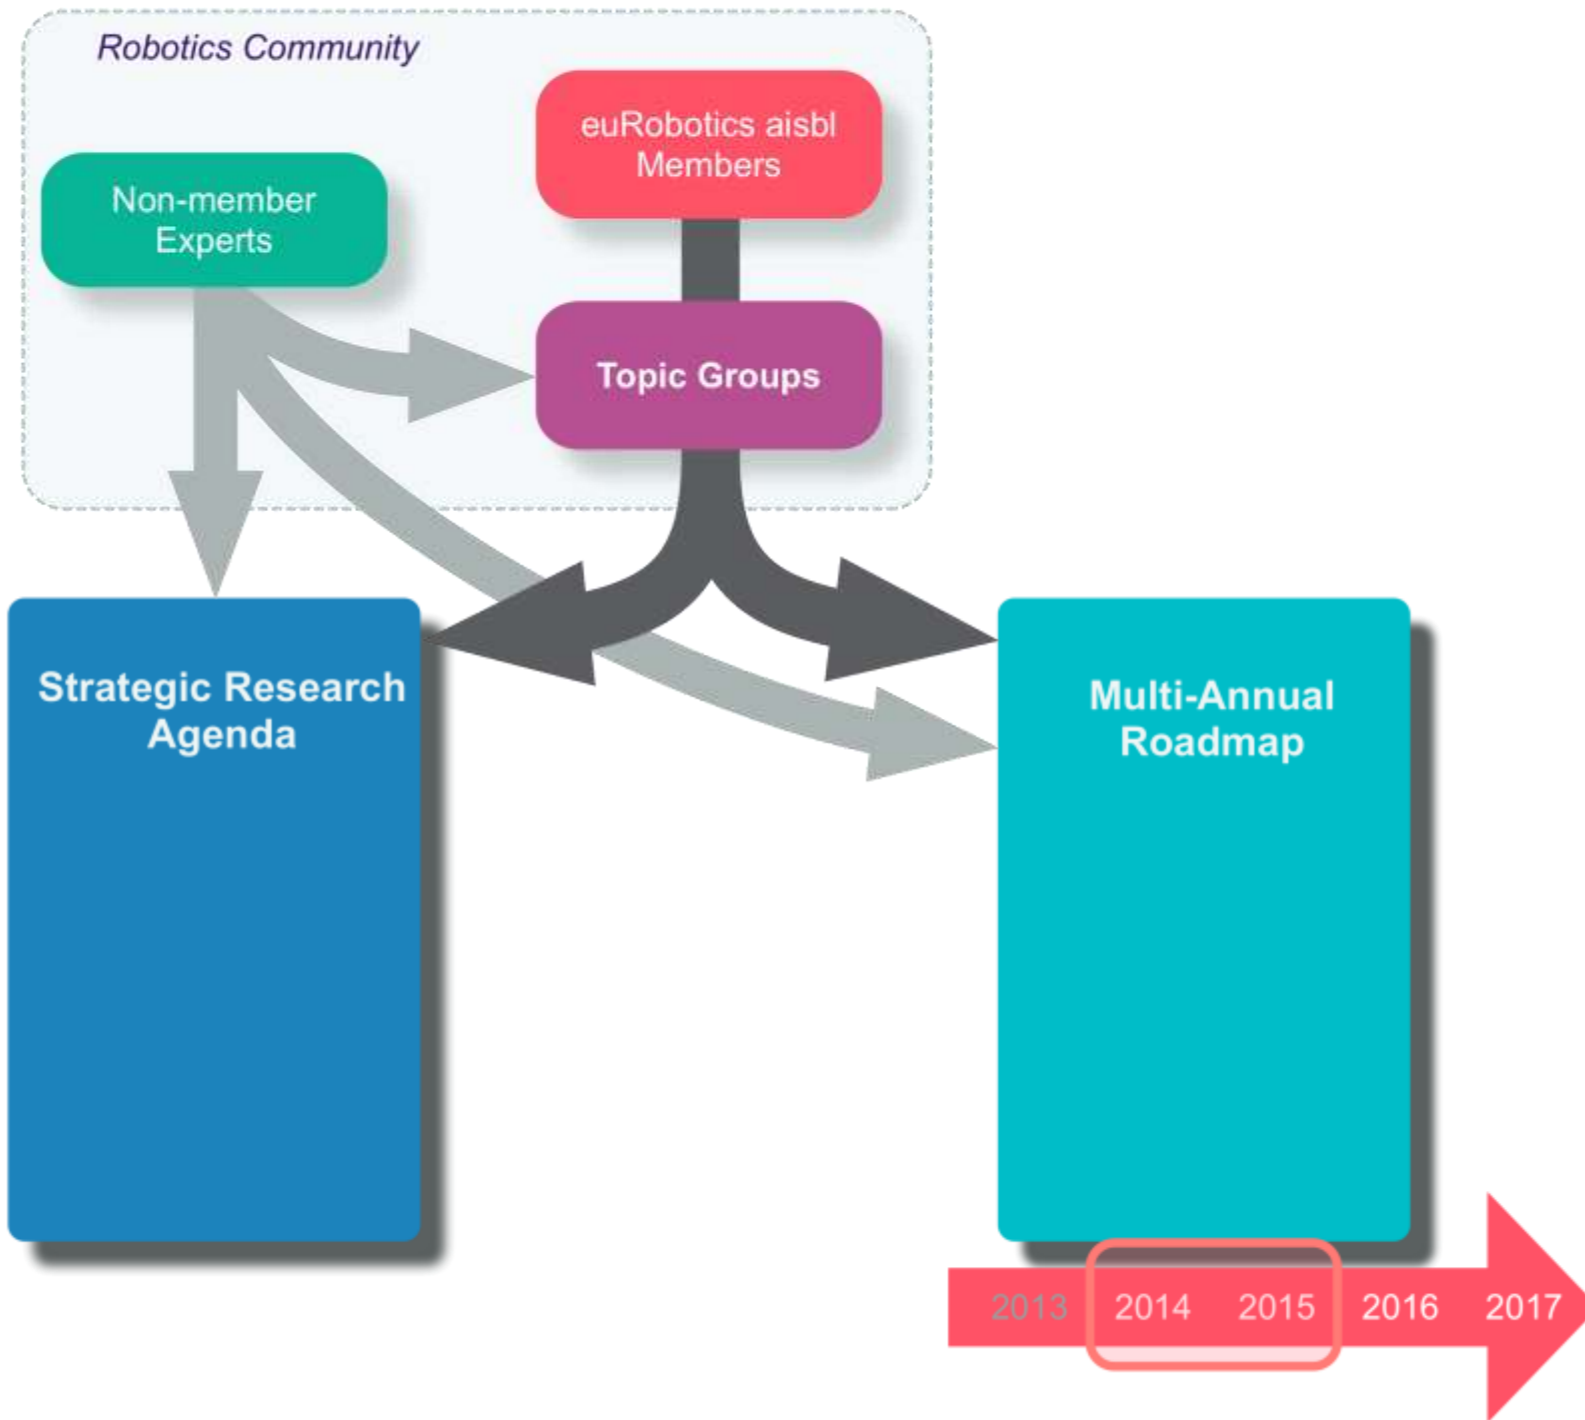 Robotics Community
euRobotics aisbl
Members
Non-member
Experts
Topic Groups
Strategic Research
Agenda
Multi-Annual
Roadmap
2013 2014 2015 2016 2017